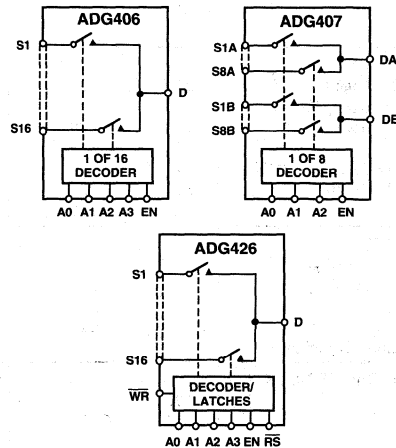 ADG406
S1
D
S16
1 OF 16
DECODER
A0 A1 A2 A3 EN
ADG407
S1A
DA
S8A
S1B
DB
S8B
1 OF 8
DECODER
A0 A1 A2 EN
ADG426
S1
D
S16
WR
DECODER/
LATCHES
A0 A1 A2 A3 EN RS